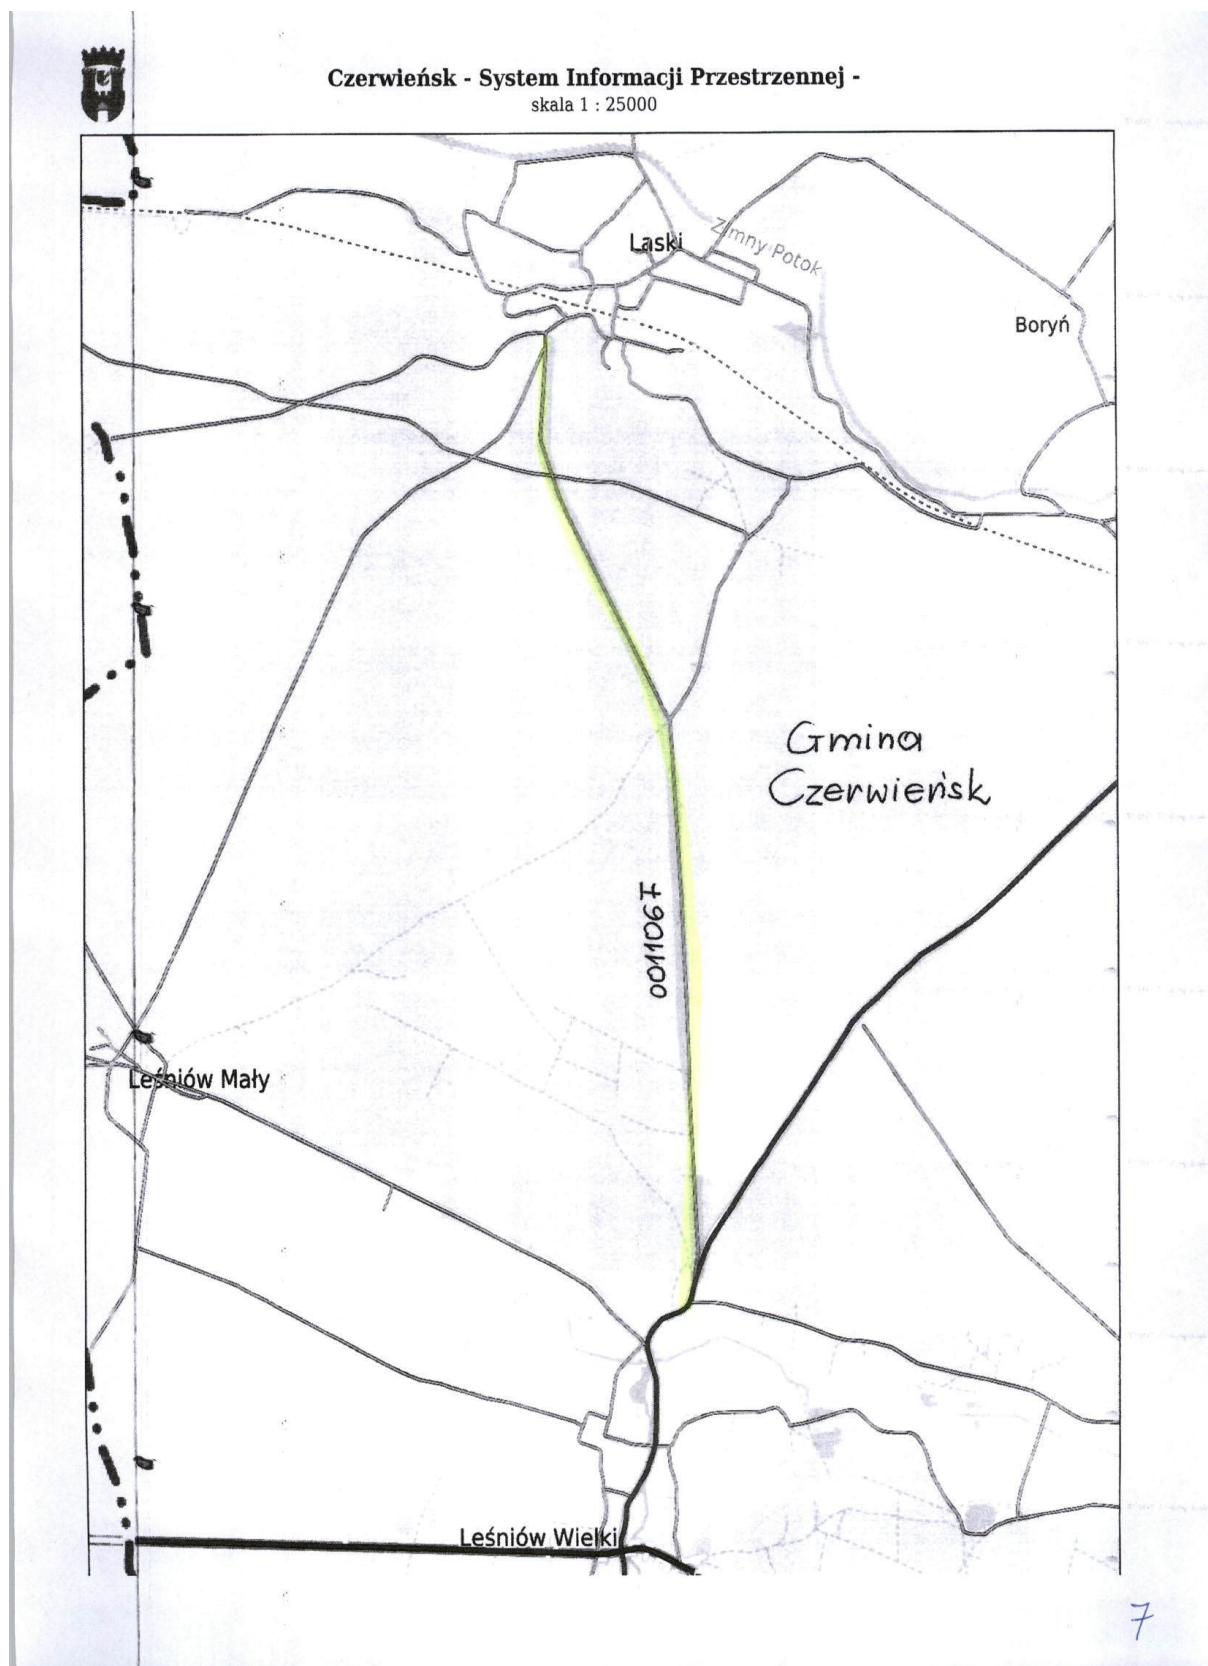 Czerwieńsk - System Informacji Przestrzennej -
skala 1 : 25000
Laski
Zimny Potok
Boryń
Gmina
Czerwieńsk
001106F
Leśniów Mały
Leśniów Wielki
7